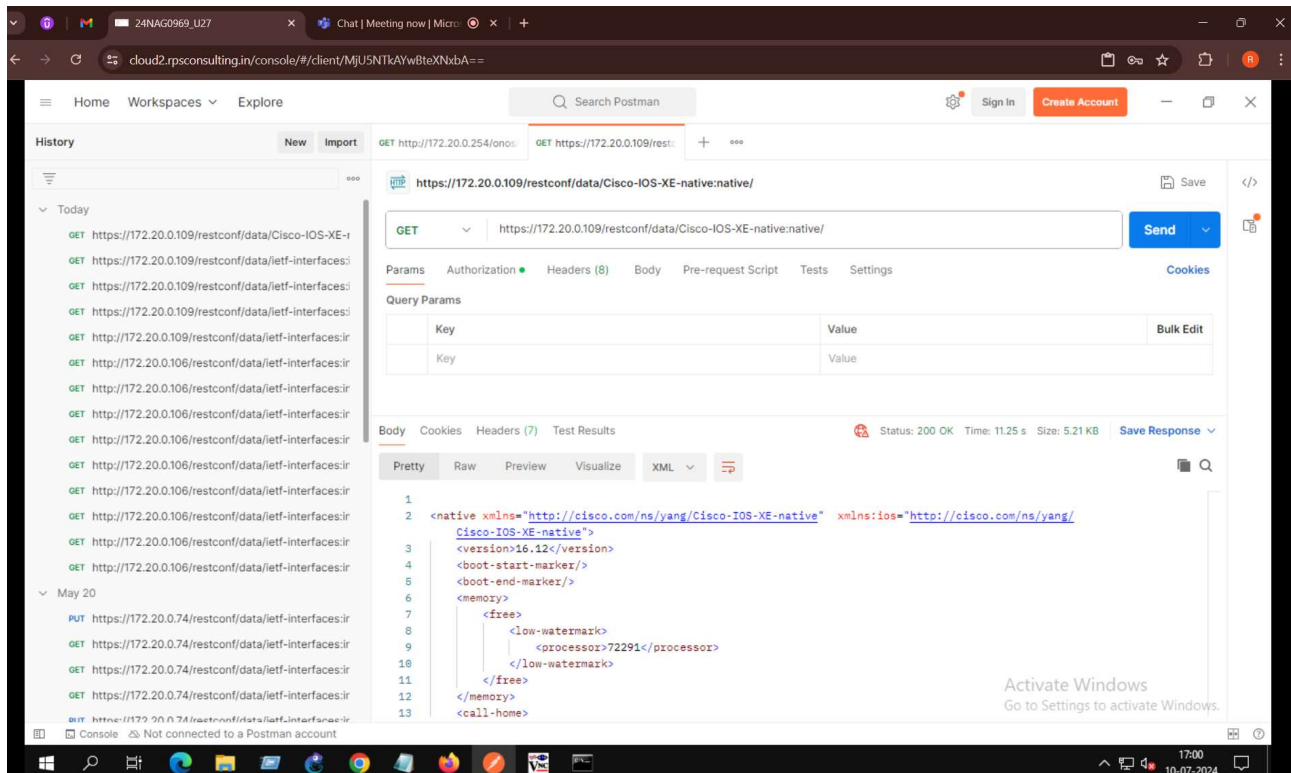 24NAG0969_U27
Chat | Meeting now | Micro
cloud2.rpsconsulting.in/console/#/client/MjU5NTkAYwBteXNxbA==
R
Home Workspaces Explore Search Postman Sign In Create Account
History New Import GET http://172.20.0.254/onos GET https://172.20.0.109/restc
HTTP https://172.20.0.109/restconf/data/Cisco-IOS-XE-native:native/ Save
Today
GET https://172.20.0.109/restconf/data/Cisco-IOS-XE-r
GET https://172.20.0.109/restconf/data/ietf-interfaces:i
GET https://172.20.0.109/restconf/data/ietf-interfaces:i
GET https://172.20.0.109/restconf/data/ietf-interfaces:i
GET http://172.20.0.109/restconf/data/ietf-interfaces:ir
GET http://172.20.0.106/restconf/data/ietf-interfaces:ir
GET http://172.20.0.106/restconf/data/ietf-interfaces:ir
GET http://172.20.0.106/restconf/data/ietf-interfaces:ir
GET http://172.20.0.106/restconf/data/ietf-interfaces:ir
GET http://172.20.0.106/restconf/data/ietf-interfaces:ir
GET http://172.20.0.106/restconf/data/ietf-interfaces:ir
GET http://172.20.0.106/restconf/data/ietf-interfaces:ir
GET http://172.20.0.106/restconf/data/ietf-interfaces:ir
GET http://172.20.0.106/restconf/data/ietf-interfaces:ir
May 20
PUT https://172.20.0.74/restconf/data/ietf-interfaces:ir
GET https://172.20.0.74/restconf/data/ietf-interfaces:ir
GET https://172.20.0.74/restconf/data/ietf-interfaces:ir
GET https://172.20.0.74/restconf/data/ietf-interfaces:ir
PUT https://172.20.0.74/restconf/data/ietf-interfaces:ir
GET https://172.20.0.109/restconf/data/Cisco-IOS-XE-native:native/ Send
Params Authorization Headers (8) Body Pre-request Script Tests Settings Cookies
Query Params
Key Value Bulk Edit
Key Value
Body Cookies Headers (7) Test Results Status: 200 OK Time: 11.25 s Size: 5.21 KB Save Response
Pretty Raw Preview Visualize XML
1
2 <native xmlns="http://cisco.com/ns/yang/Cisco-IOS-XE-native" xmlns:ios="http://cisco.com/ns/yang/
Cisco-IOS-XE-native">
3 <version>16.12</version>
4 <boot-start-marker/>
5 <boot-end-marker/>
6 <memory>
7 <free>
8 <low-watermark>
9 <processor>72291</processor>
10 </low-watermark>
11 </free>
12 </memory>
13 <call-home>
Activate Windows
Go to Settings to activate Windows.
Console Not connected to a Postman account
VNC
17:00
10-07-2024